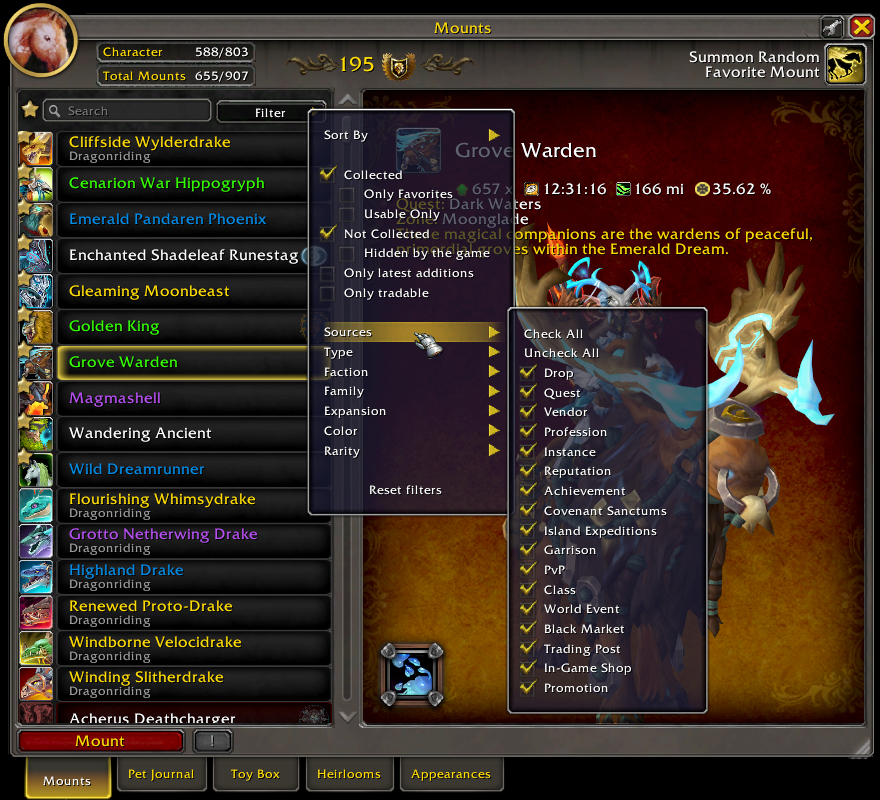 Mounts
Character 588/803
Total Mounts 655/907
195
Summon Random
Favorite Mount
Search
Filter
Cliffside Wylderdrake
Dragonriding
Cenarion War Hippogryph
Emerald Pandaren Phoenix
Enchanted Shadeleaf Runestag
Gleaming Moonbeast
Golden King
Grove Warden
Magmashell
Wandering Ancient
Wild Dreamrunner
Flourishing Whimsydrake
Dragonriding
Grotto Netherwing Drake
Dragonriding
Highland Drake
Dragonriding
Renewed Proto-Drake
Dragonriding
Windborne Velocidrake
Dragonriding
Winding Slitherdrake
Dragonriding
Acherus Deathcharger
Sort By
Collected
Only Favorites
Usable Only
Not Collected
Hidden by the game
Only latest additions
Only tradable
Sources
Type
Faction
Family
Expansion
Color
Rarity
Reset filters
Grove Warden
657 x 12:31:16 166 mi 35.62 %
Quest: Dark Waters
Zone: Moonglade
These magical companions are the wardens of peaceful,
primordial groves within the Emerald Dream.
Check All
Uncheck All
Drop
Quest
Vendor
Profession
Instance
Reputation
Achievement
Covenant Sanctums
Island Expeditions
Garrison
PvP
Class
World Event
Black Market
Trading Post
In-Game Shop
Promotion
Mount
!
Mounts
Pet Journal
Toy Box
Heirlooms
Appearances